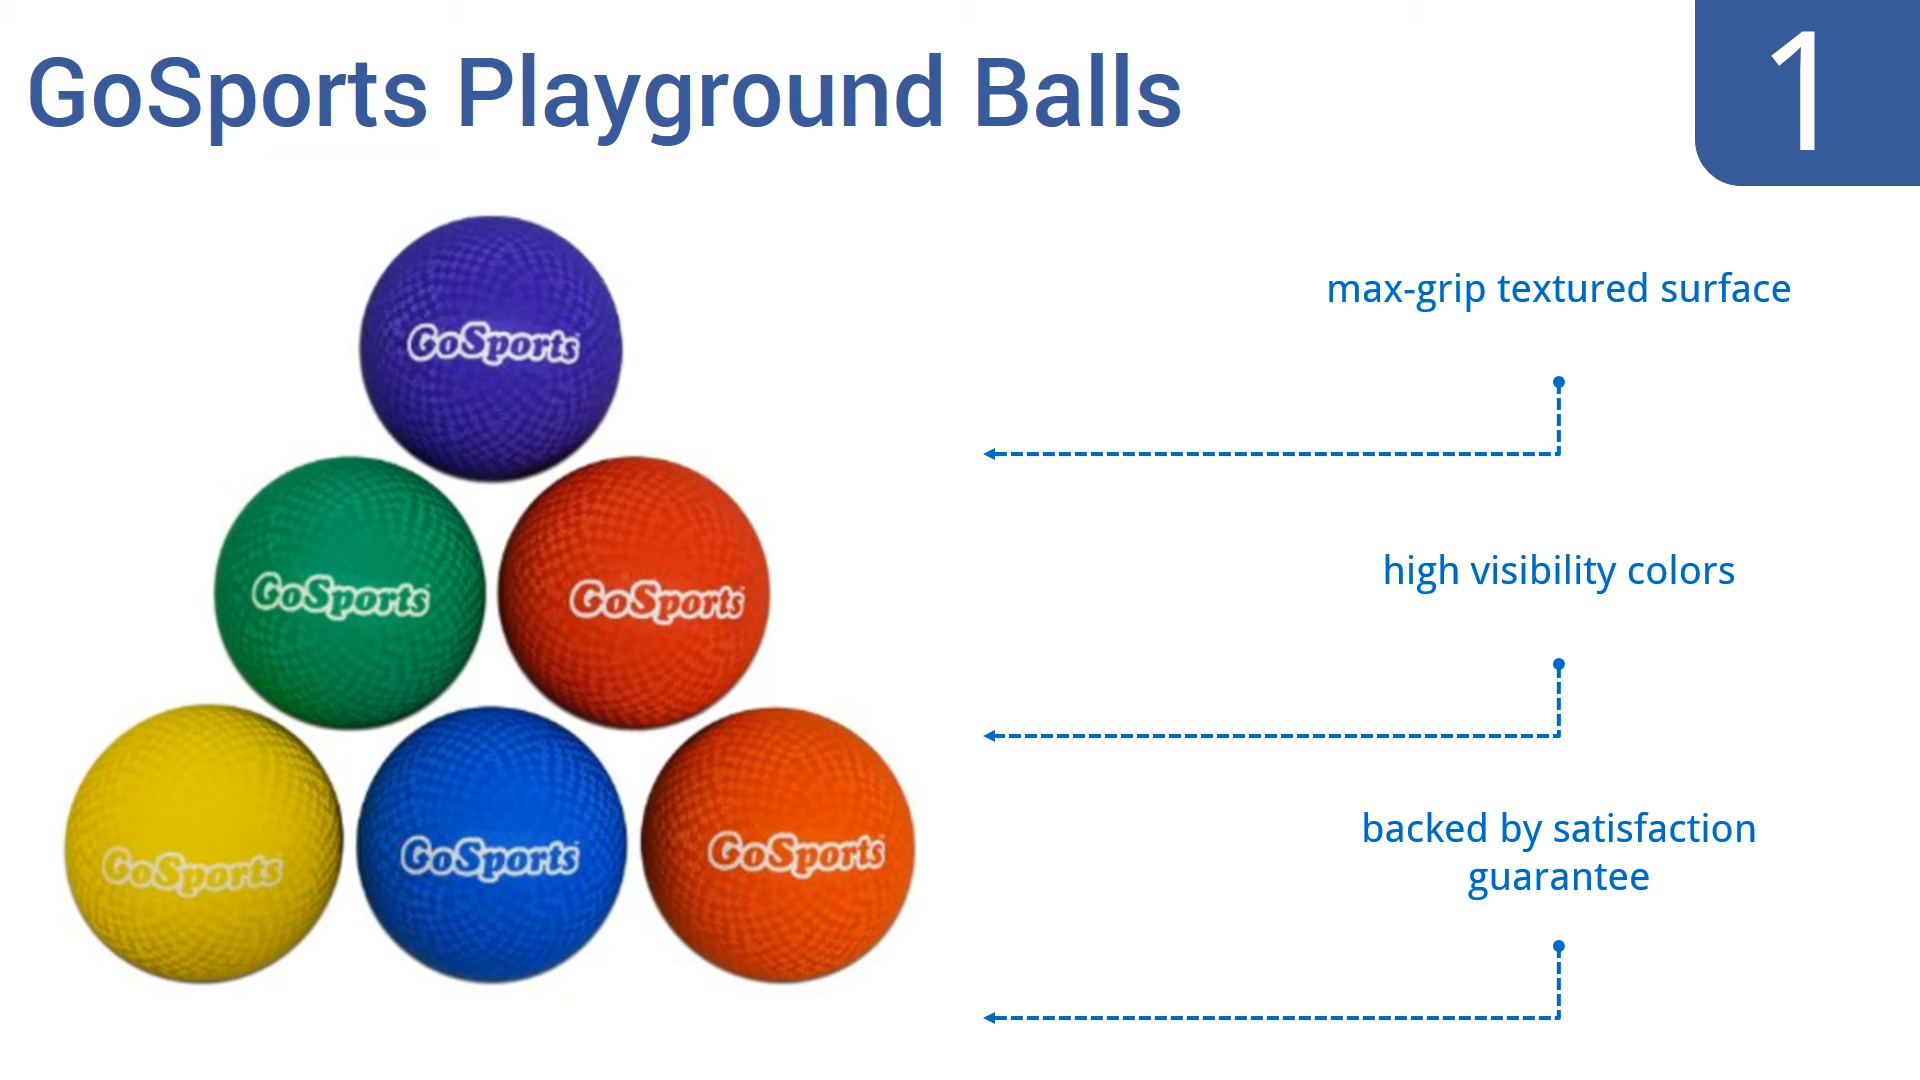 GoSports Playground Balls
1
GoSports
max-grip textured surface
GoSports
GoSports
high visibility colors
GoSports
GoSports
GoSports
backed by satisfaction
guarantee